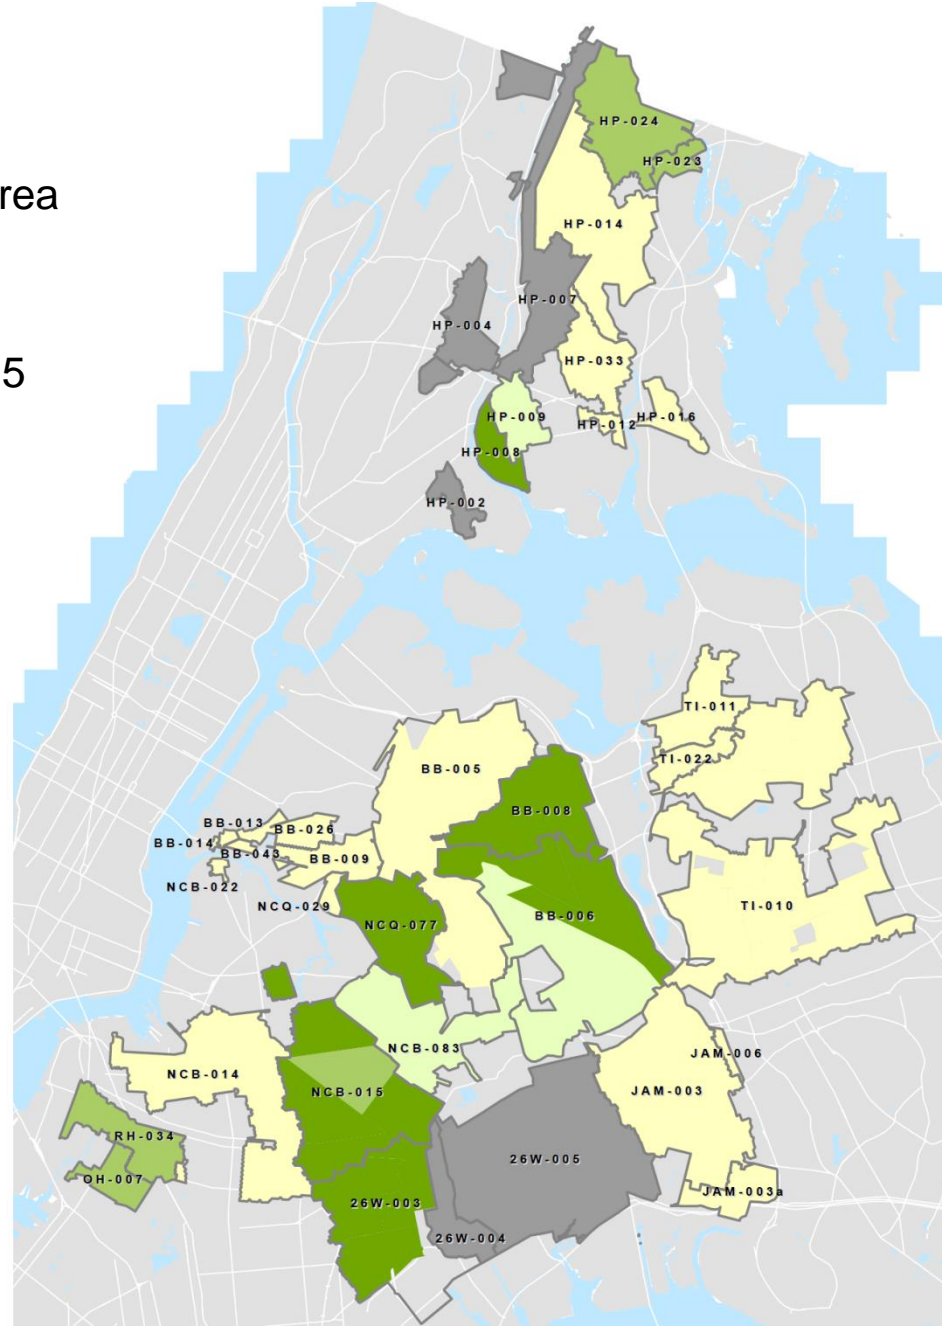 HP-024
HP-023
rea
HP-014
HP-007
HP-004
HP-033
5
HP-009
HP-012
HP-016
HP-008
HP-002
TI-011
TI-022
BB-005
BB-008
BB-013
BB-026
BB-014
BB-043
BB-009
NCB-022
NCQ-029
TI-010
BB-006
NCQ-077
NCB-083
JAM-006
NCB-014
NCB-015
JAM-003
RH-034
26W-005
OH-007
JAM-003a
26W-003
26W-004